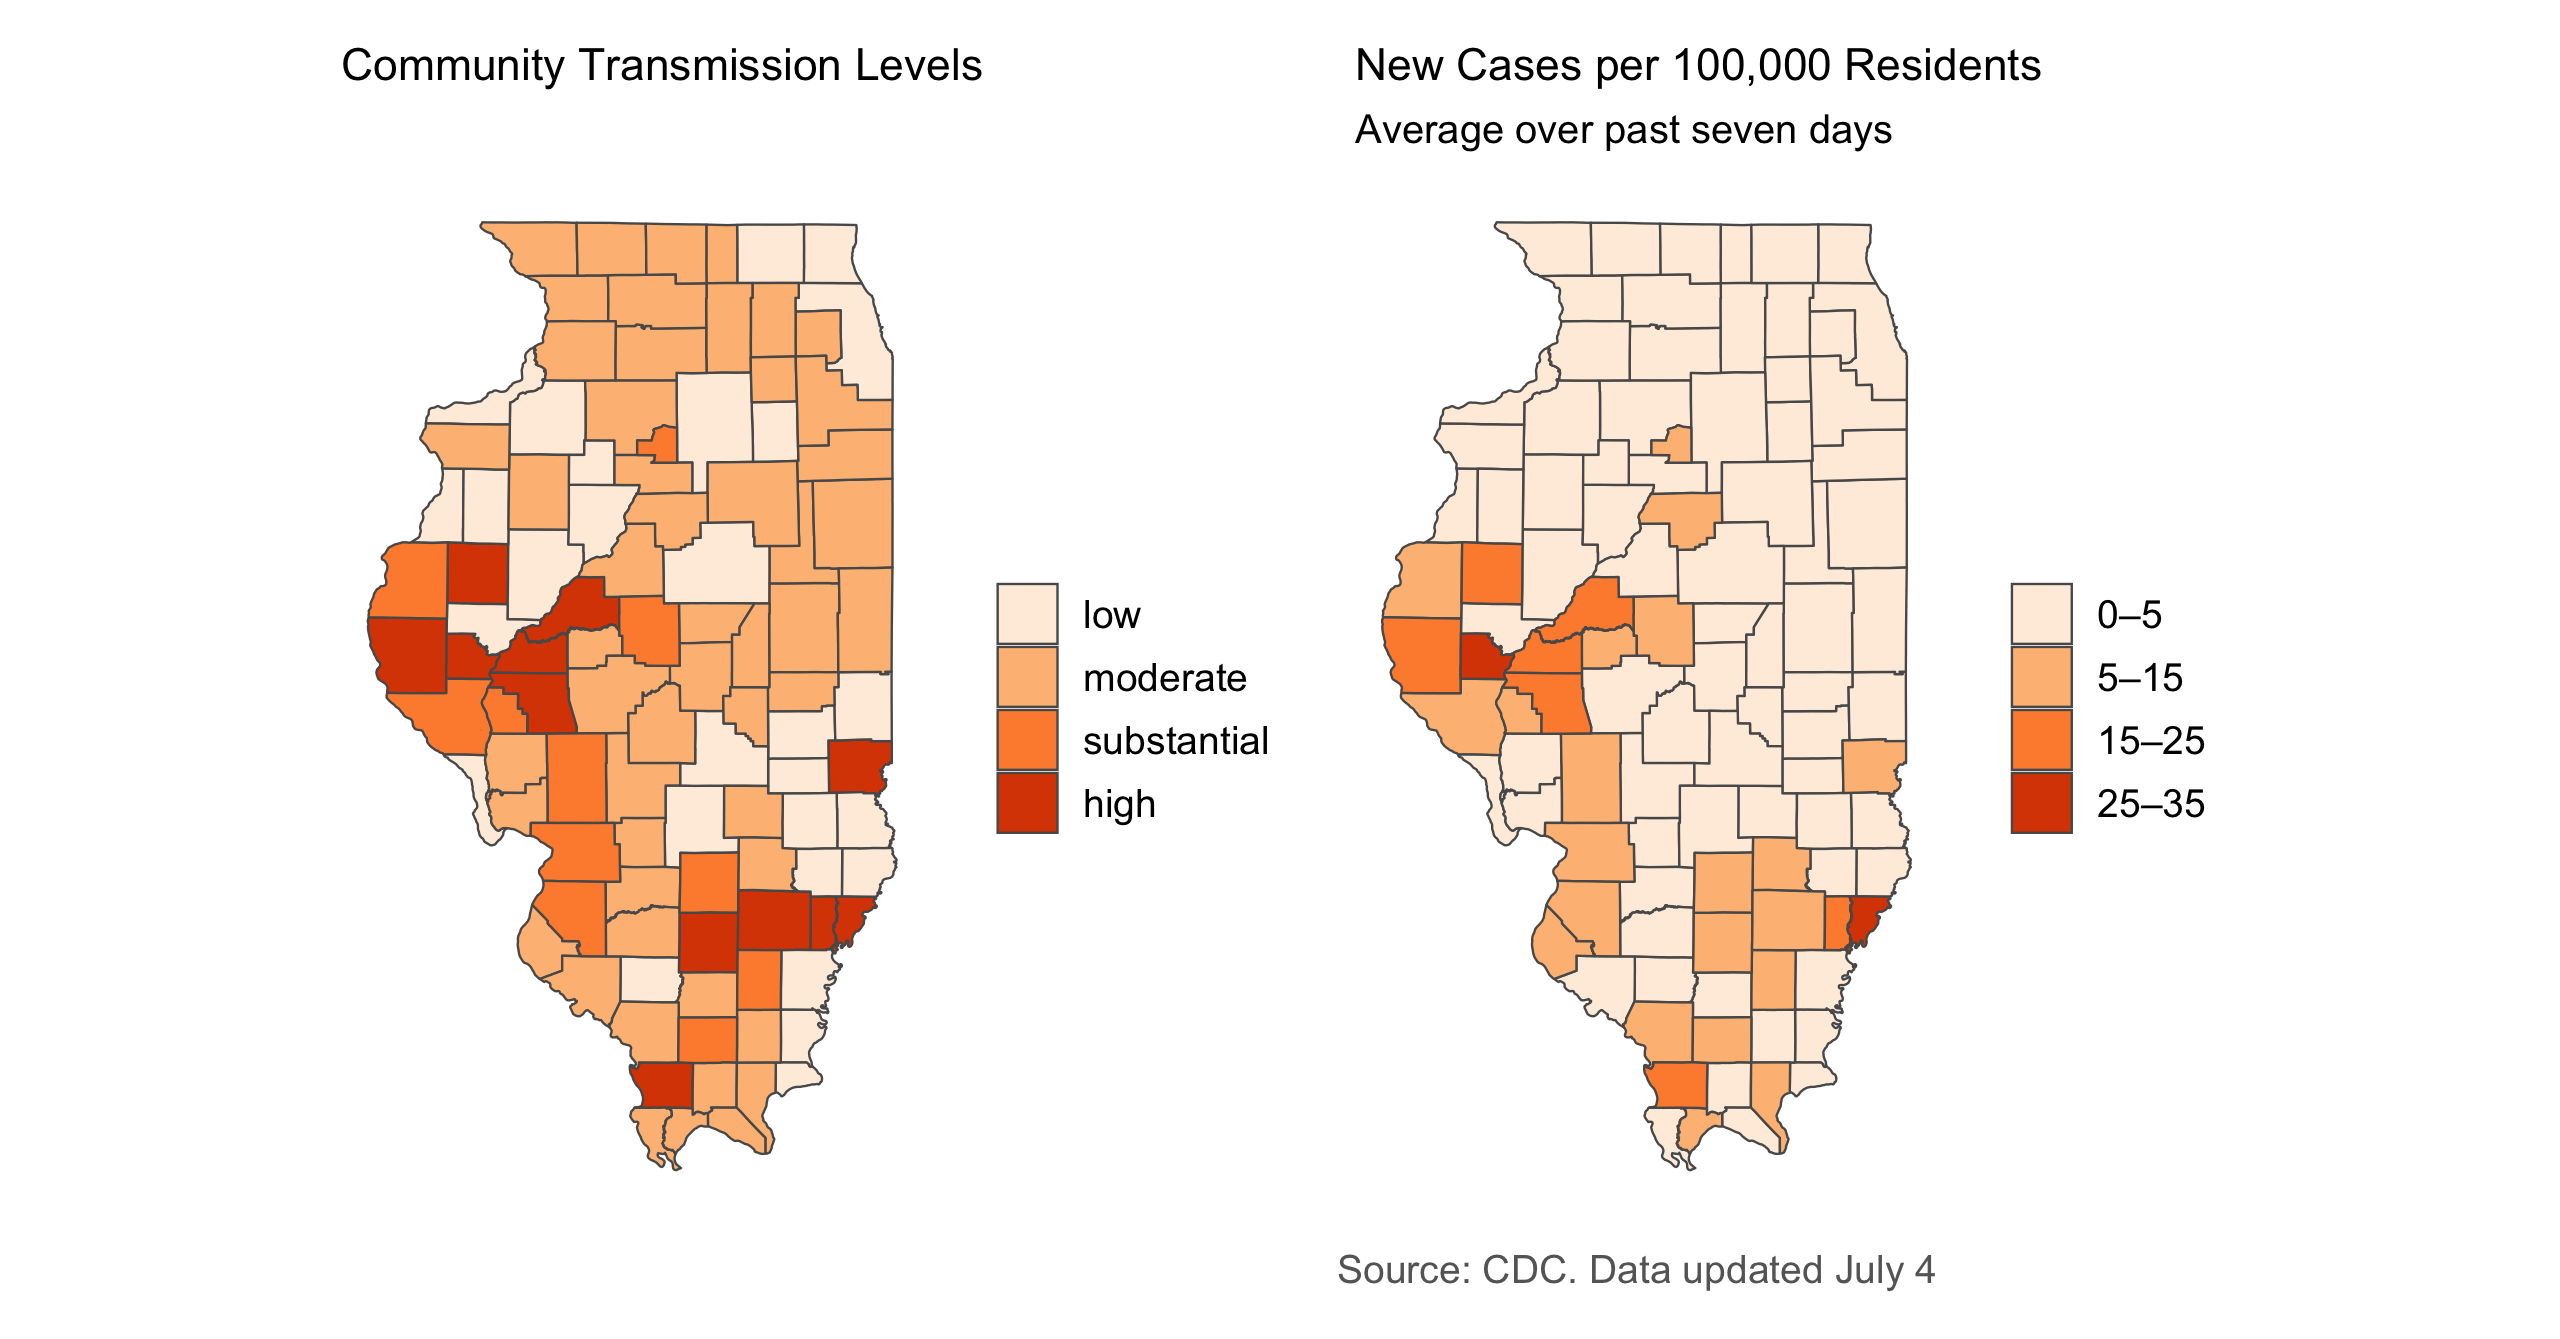 Community Transmission Levels
low
moderate
substantial
high
New Cases per 100,000 Residents
Average over past seven days
0–5
5–15
15–25
25–35
Source: CDC. Data updated July 4